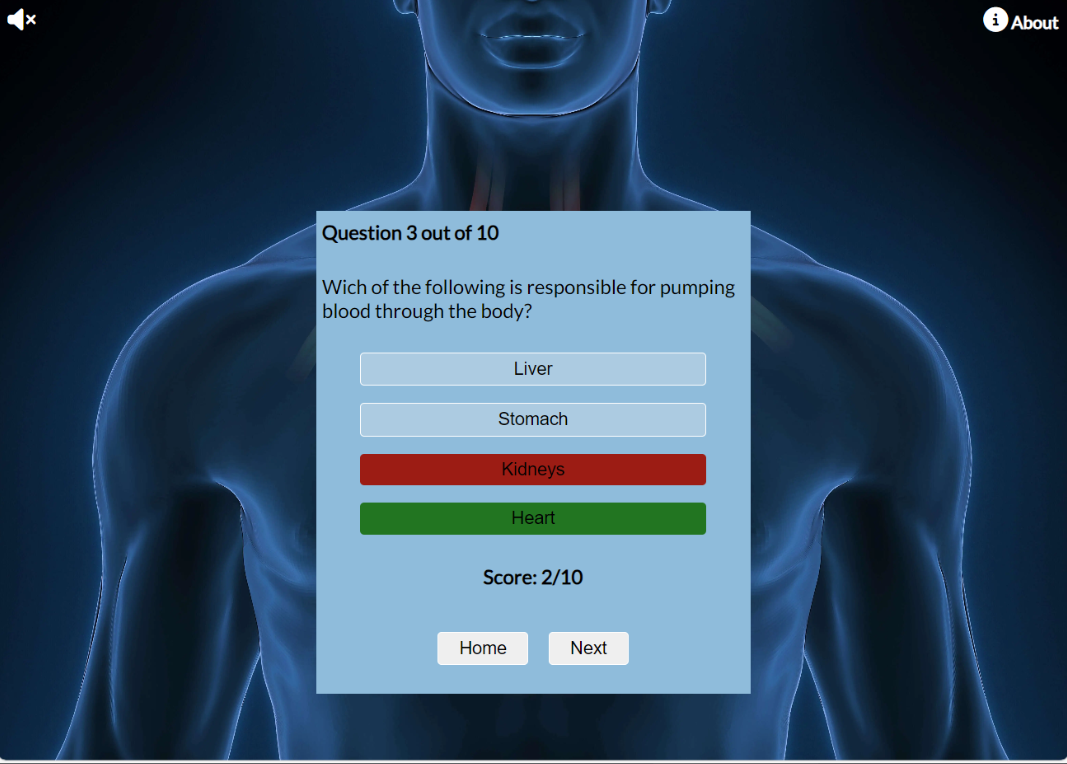 About
Question 3 out of 10
Wich of the following is responsible for pumping
blood through the body?
Liver
Stomach
Kidneys
Heart
Score: 2/10
Home
Next